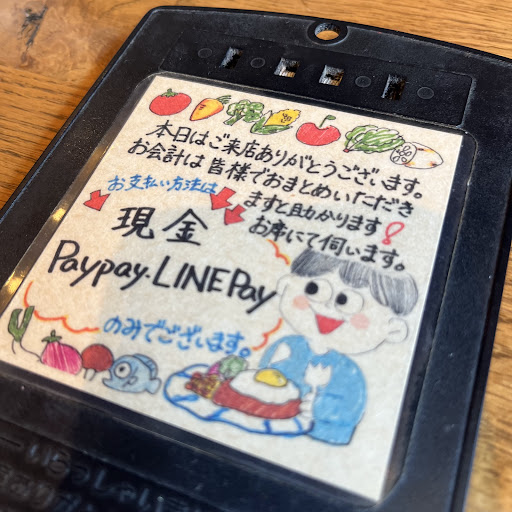 本日はご来店ありがとうございます。
お会計は皆様でおまとめいただき
ますと助かります!
お席にて伺います。
お支払い方法は
現金
Paypay・LINEPay
のみでございます。